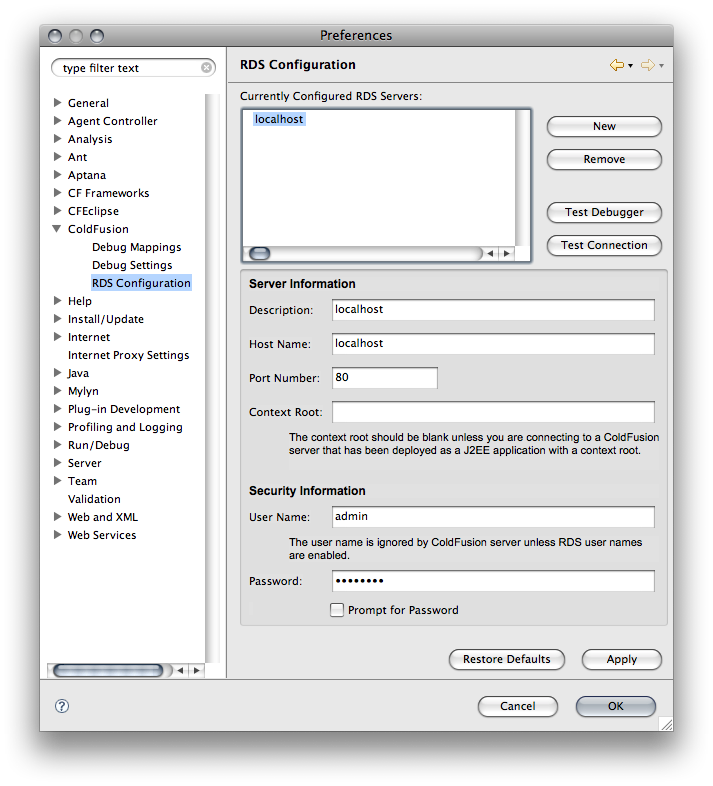 Preferences
type filter text
General
Agent Controller
Analysis
Ant
Aptana
CF Frameworks
CFEclipse
ColdFusion
Debug Mappings
Debug Settings
RDS Configuration
Help
Install/Update
Internet
Internet Proxy Settings
Java
Mylyn
Plug-in Development
Profiling and Logging
Run/Debug
Server
Team
Validation
Web and XML
Web Services
RDS Configuration
Currently Configured RDS Servers:
localhost
New
Remove
Test Debugger
Test Connection
Server Information
Description: localhost
Host Name: localhost
Port Number: 80
Context Root:
The context root should be blank unless you are connecting to a ColdFusion
server that has been deployed as a J2EE application with a context root.
Security Information
User Name: admin
The user name is ignored by ColdFusion server unless RDS user names
are enabled.
Password: ••••••••
Prompt for Password
Restore Defaults
Apply
?
Cancel
OK